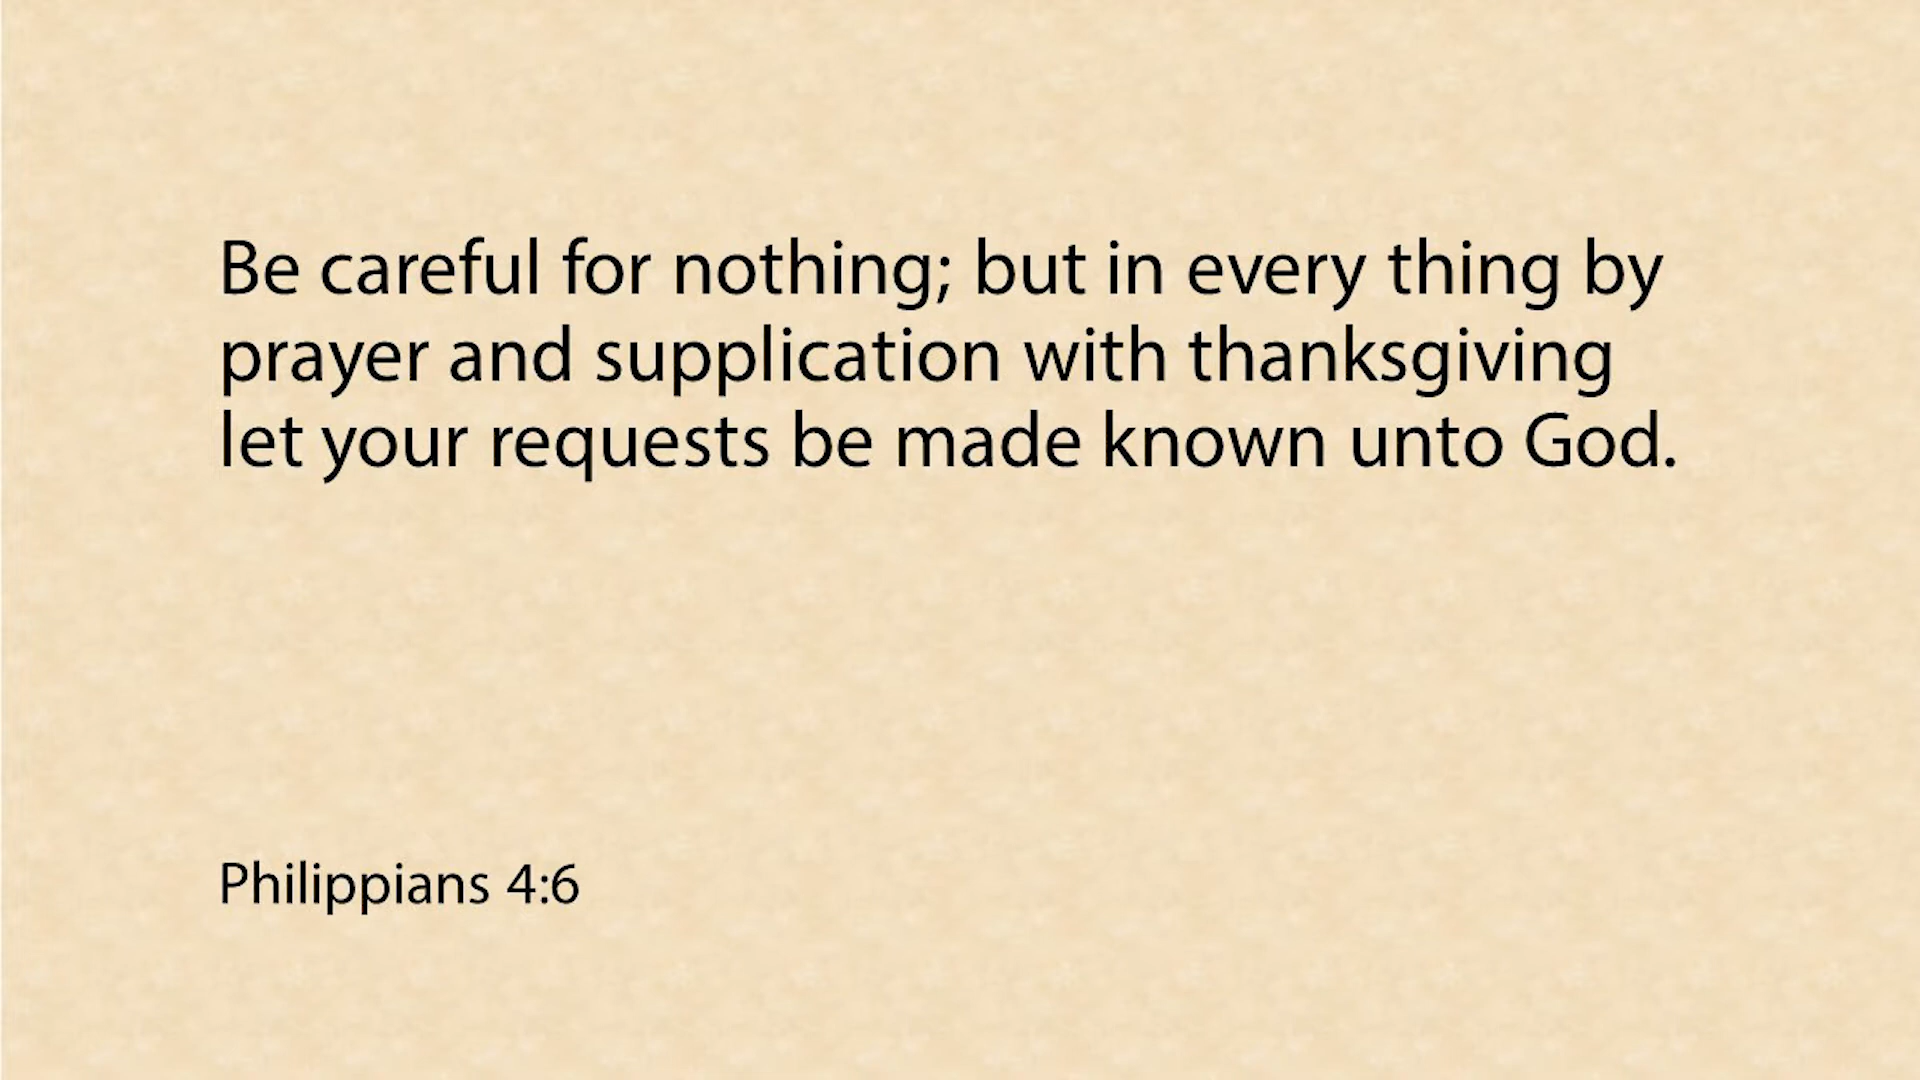 Be careful for nothing; but in every thing by
prayer and supplication with thanksgiving
let your requests be made known unto God.
Philippians 4:6